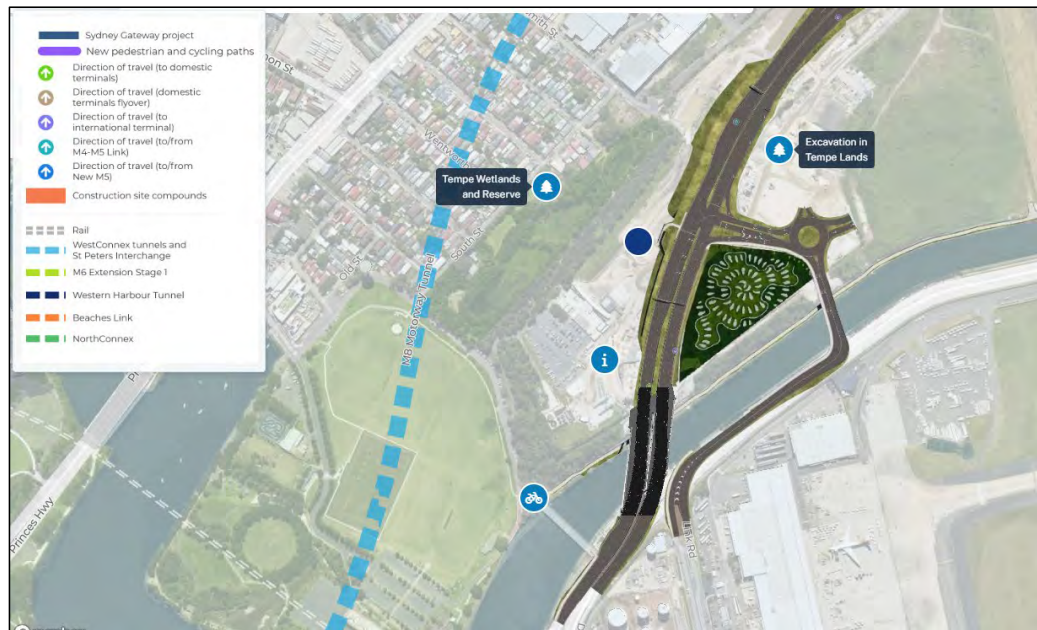 Sydney Gateway project
New pedestrian and cycling paths
Direction of travel (to domestic
terminals)
Direction of travel (domestic
terminals flyover)
Direction of travel (to
international terminal)
Direction of travel (to/from
M4-M5 Link)
Direction of travel (to/from
New M5)
Construction site compounds
Rail
WestConnex tunnels and
St Peters Interchange
M6 Extension Stage 1
Western Harbour Tunnel
Beaches Link
NorthConnex
Smith St
Tempe Wetlands
and Reserve
Excavation in
Tempe Lands
South St
Old St
M8 Motorway Tunnel
i
Princes Hwy